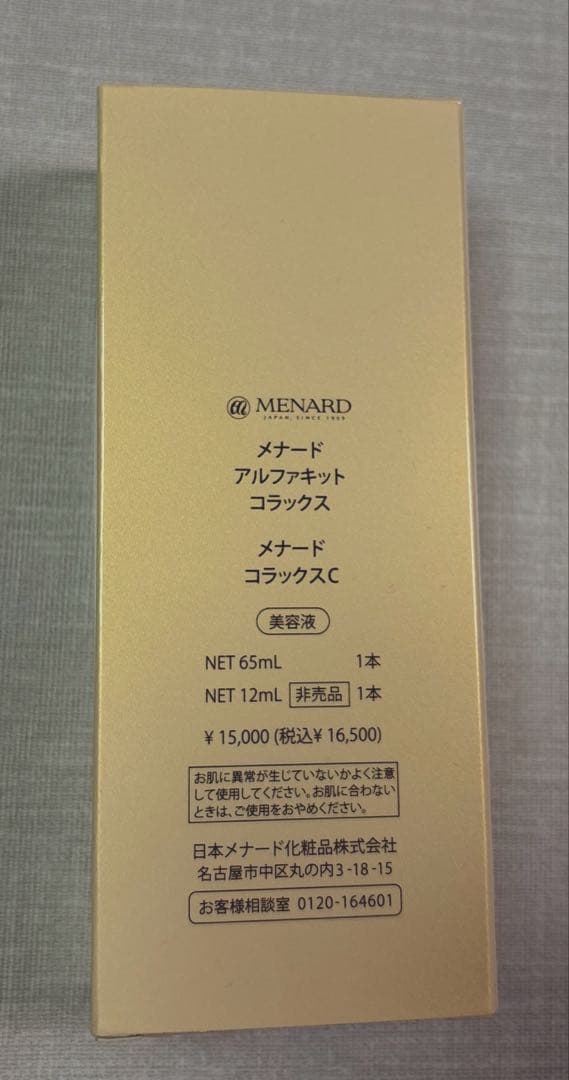 MENARD
JAPAN, SINCE 1959
メナード
アルファキット
コラックス
メナード
コラックスC
美容液
NET 65mL 1本
NET 12mL 非売品 1本
¥ 15,000 (税込¥ 16,500)
お肌に異常が生じていないかよく注意
して使用してください。お肌に合わない
ときは、ご使用をおやめください。
日本メナード化粧品株式会社
名古屋市中区丸の内3-18-15
お客様相談室 0120-164601